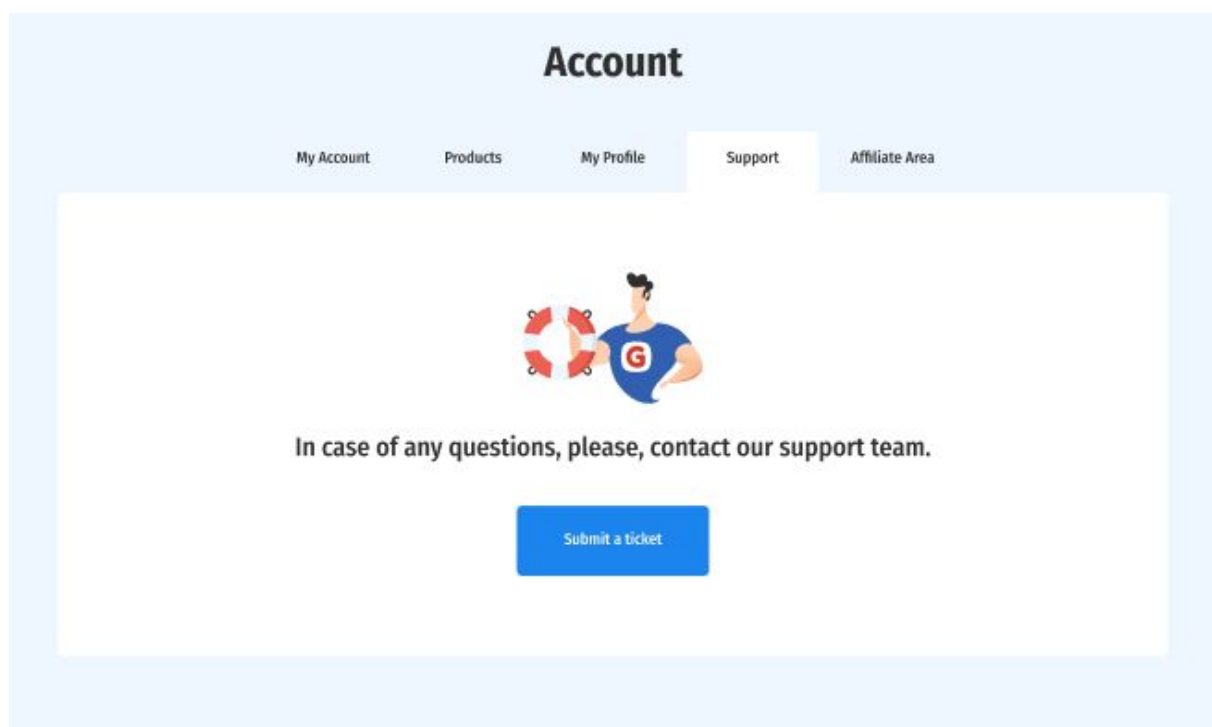 Account
My Account Products My Profile Support Affiliate Area
G
In case of any questions, please, contact our support team.
Submit a ticket